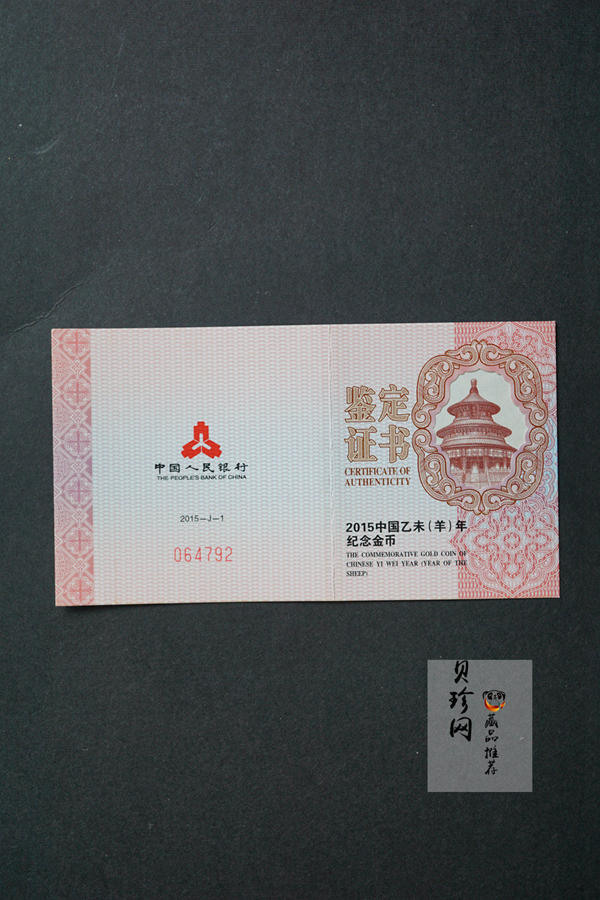 中国人民银行
THE PEOPLE'S BANK OF CHINA
2015—J—1
064792
鉴定
证书
CERTIFICATE OF
AUTHENTICITY
2015中国乙未(羊)年
纪念金币
THE COMMEMORATIVE GOLD COIN OF
CHINESE YI WEI YEAR (YEAR OF THE
SHEEP)
贝珍网
藏品推荐